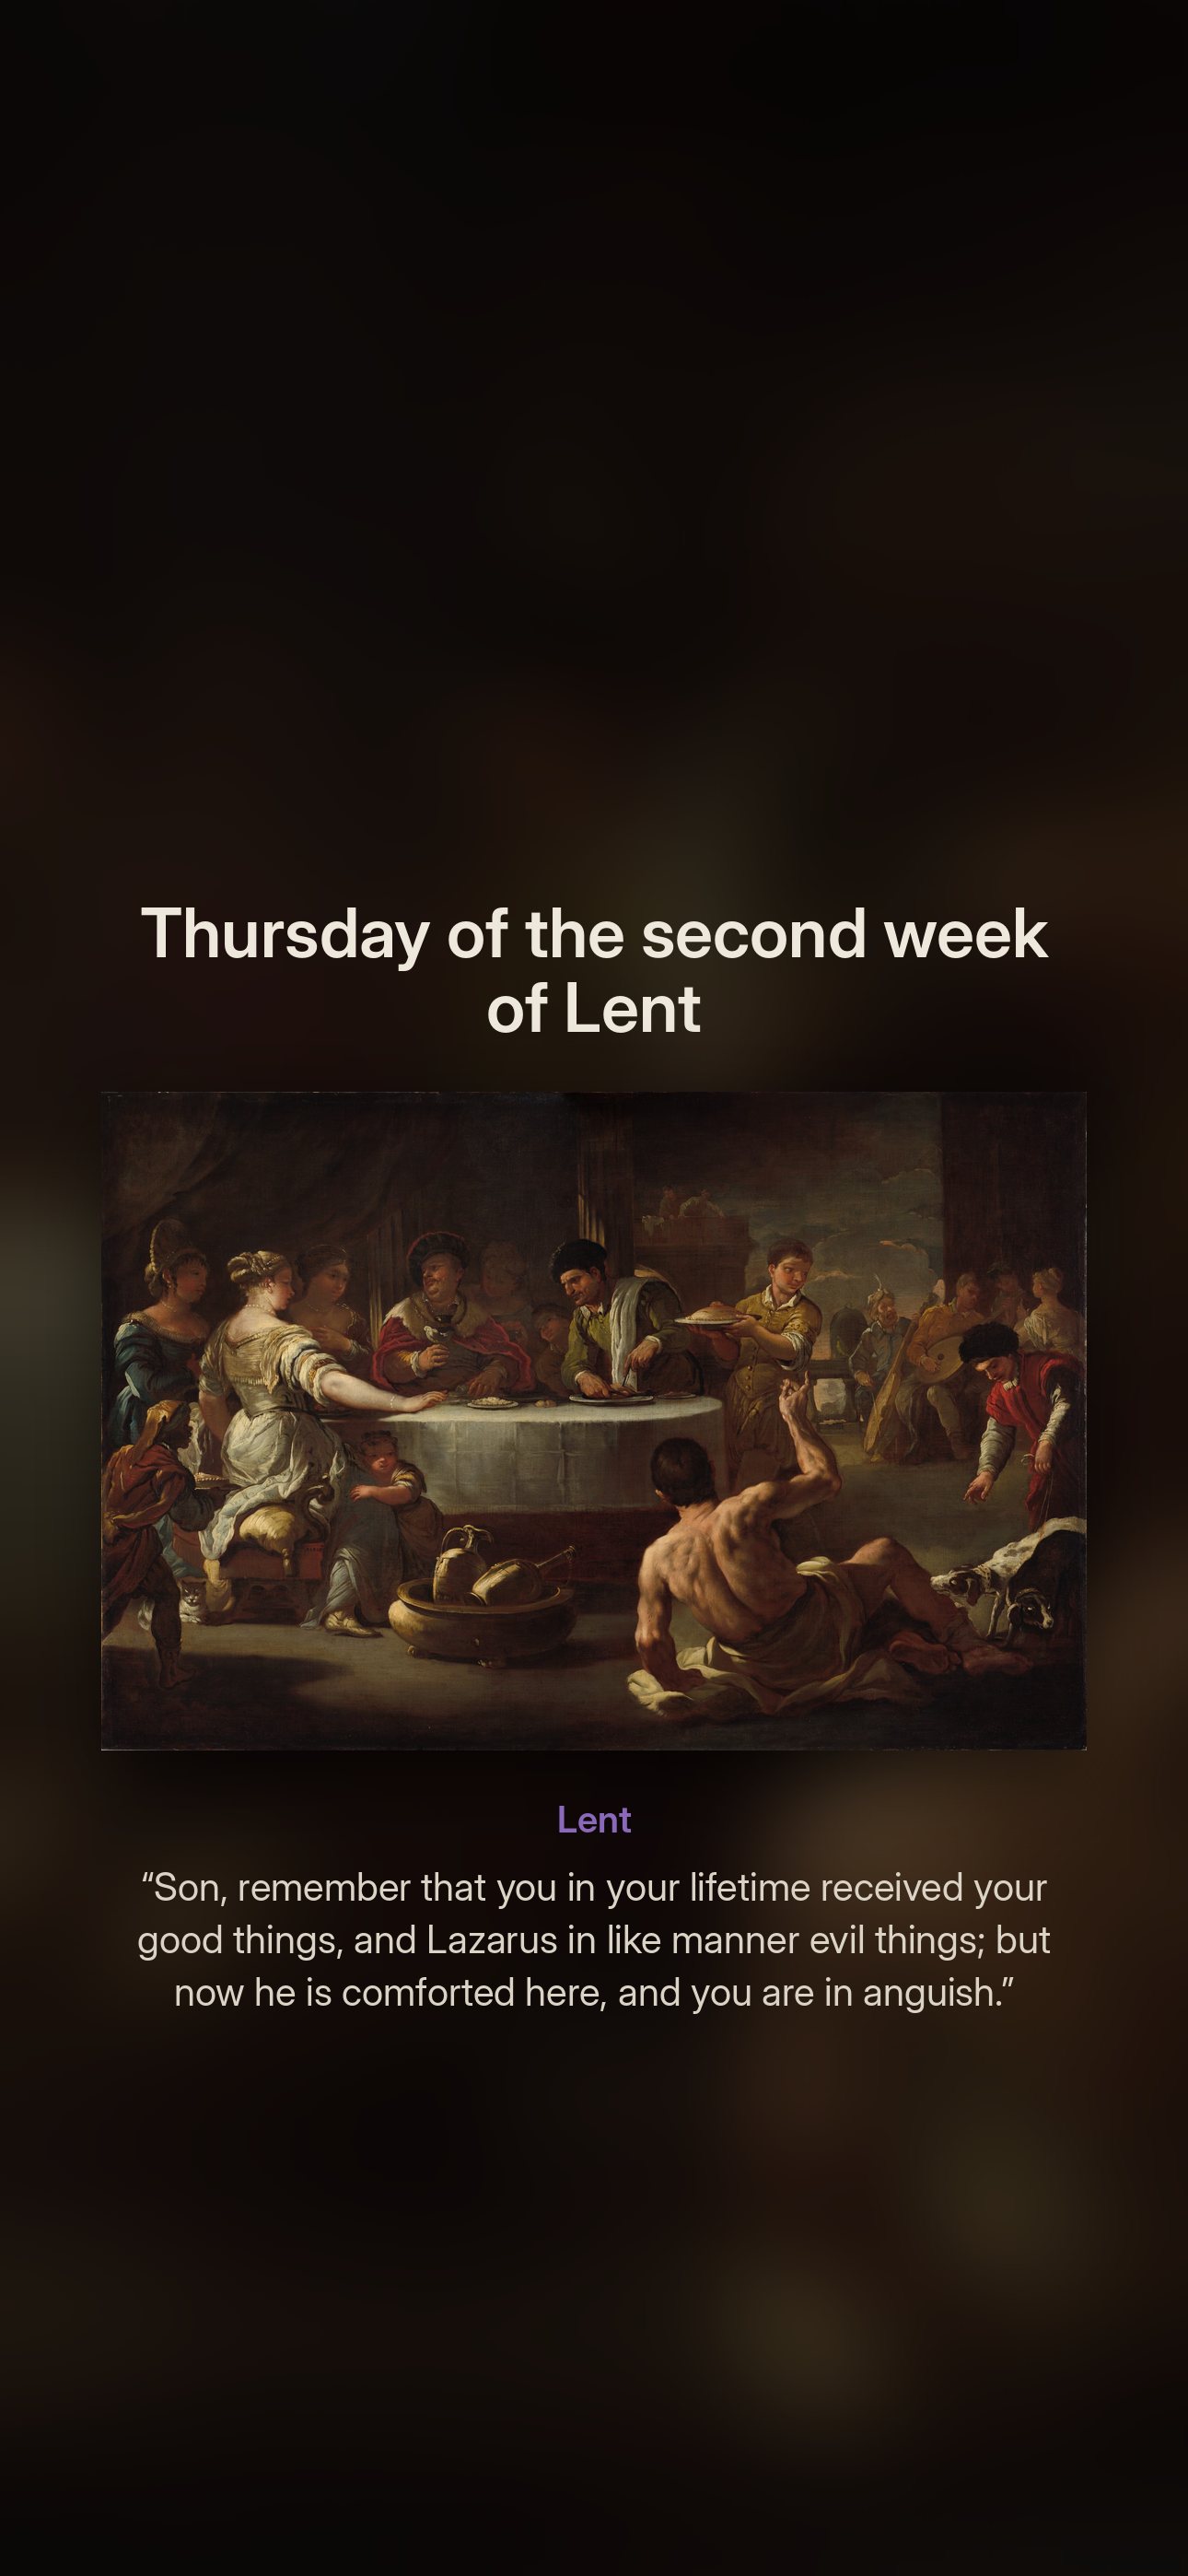 Thursday of the second week
of Lent
Lent
“Son, remember that you in your lifetime received your
good things, and Lazarus in like manner evil things; but
now he is comforted here, and you are in anguish.”